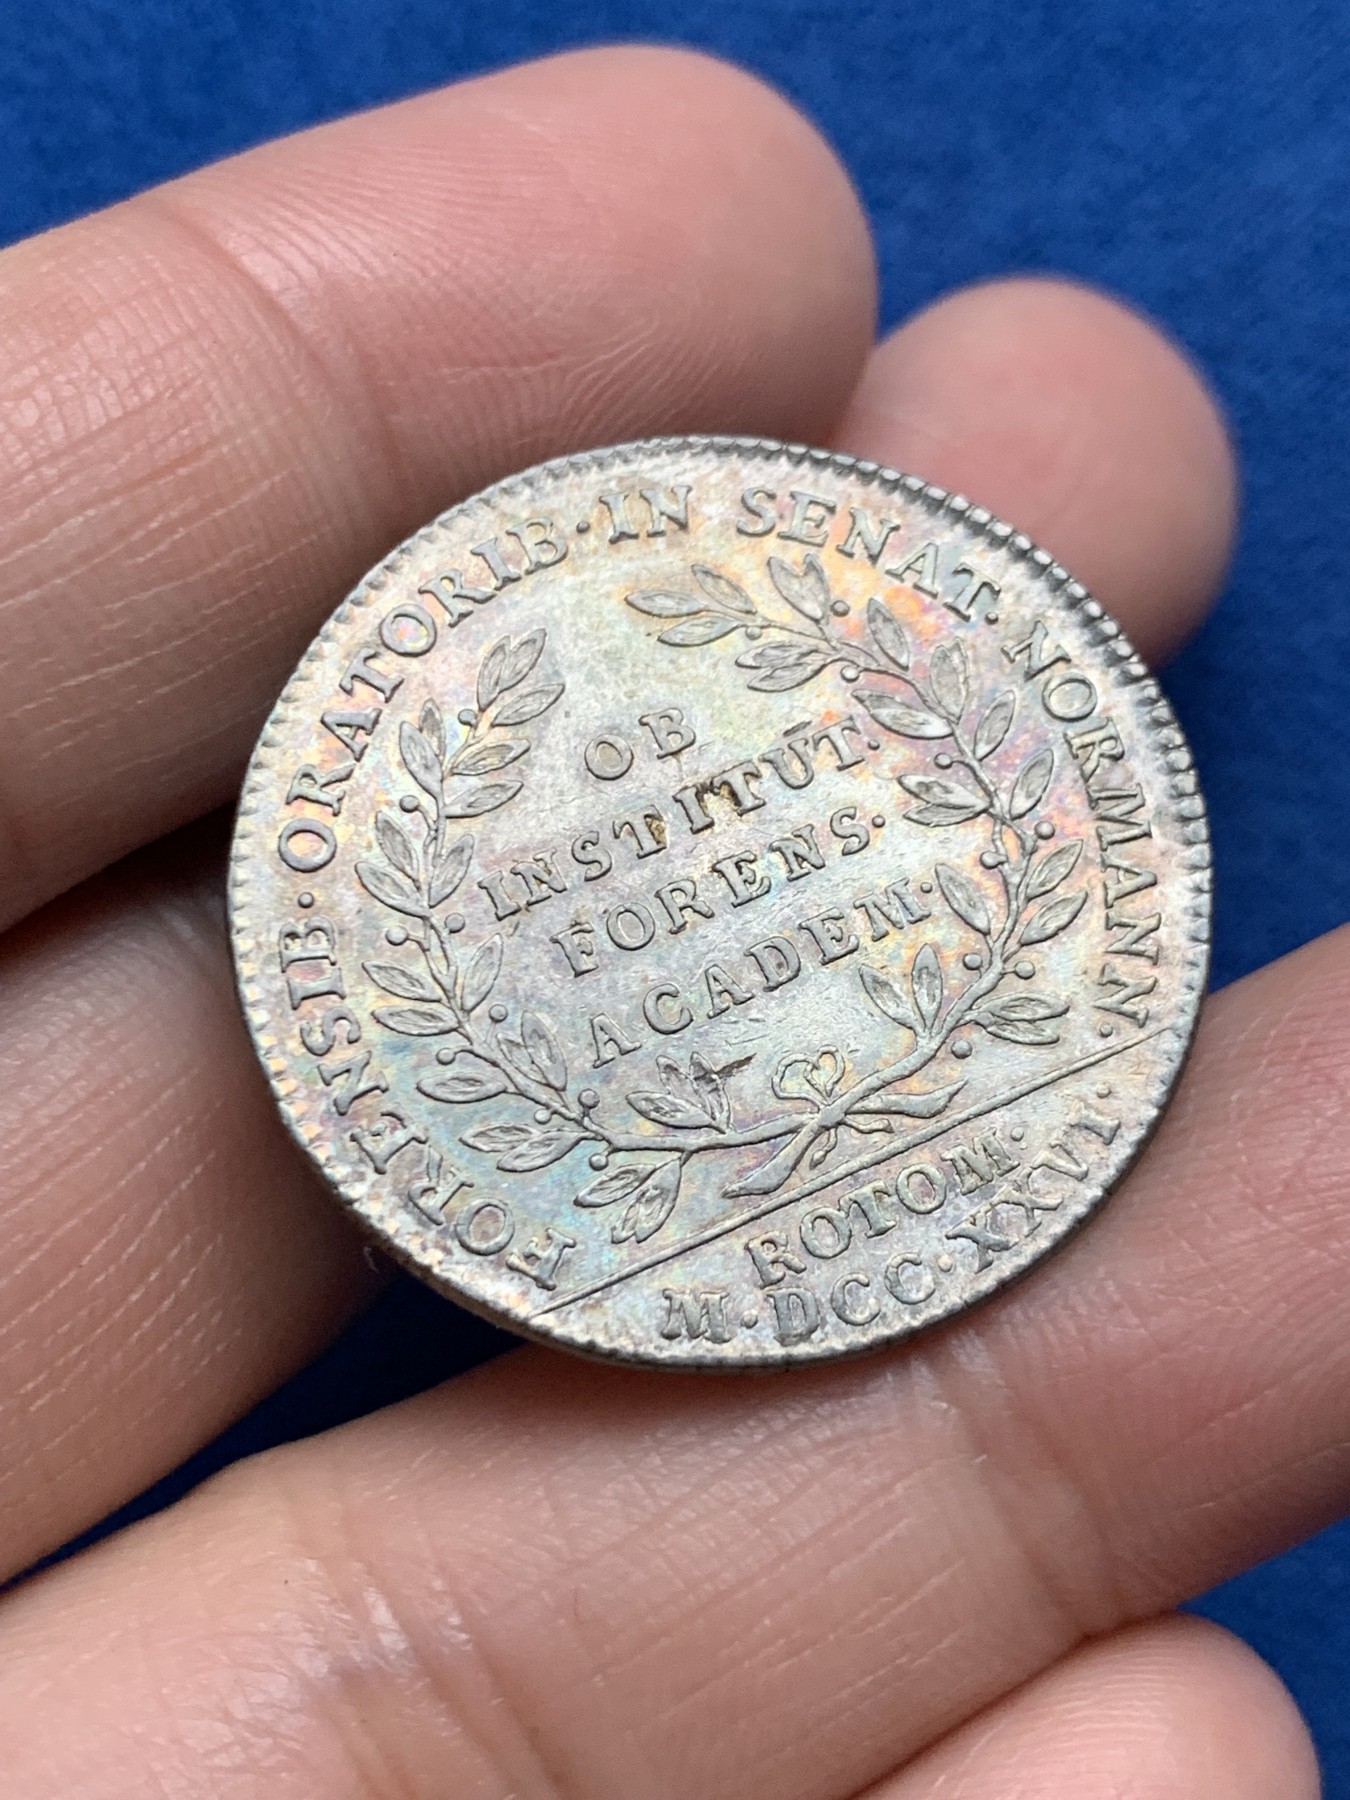 FORENSIB·ORATORIB·IN SENAT. NORMANN.
OB
INSTITUT.
FORENS.
ACADEM.
ROTOM.
M·DCC·XXVI.